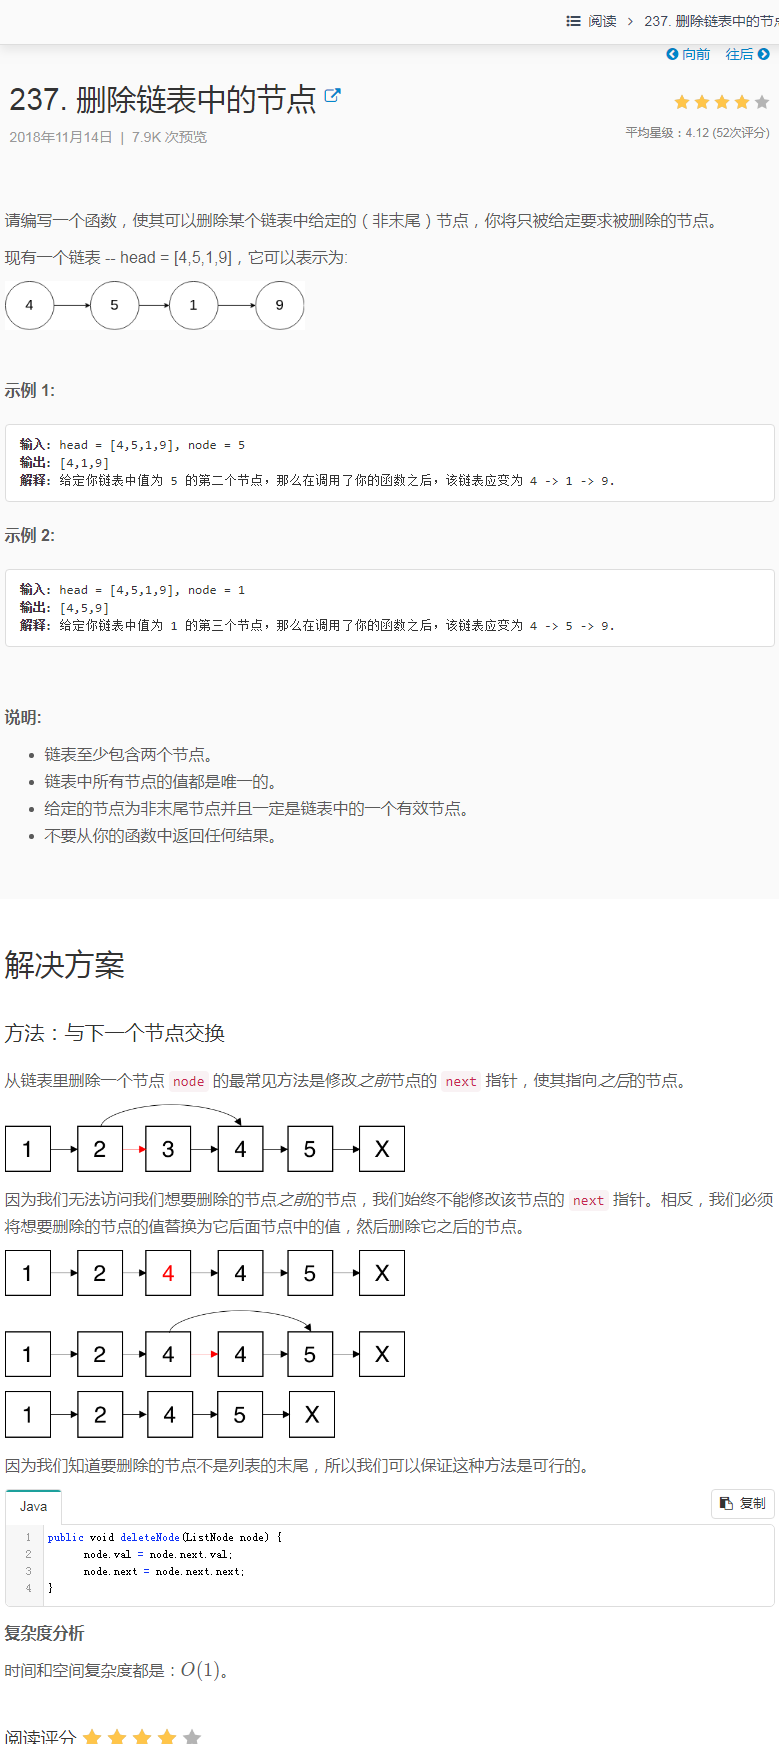 阅读 > 237. 删除链表中的节点
向前 往后
237. 删除链表中的节点
2018年11月14日 | 7.9K 次预览
平均星级：4.12 (52次评分)
请编写一个函数，使其可以删除某个链表中给定的（非末尾）节点，你将只被给定要求被删除的节点。
现有一个链表 -- head = [4,5,1,9]，它可以表示为:
4 5 1 9
示例 1:
输入: head = [4,5,1,9], node = 5
输出: [4,1,9]
解释: 给定你链表中值为 5 的第二个节点，那么在调用了你的函数之后，该链表应变为 4 -> 1 -> 9.
示例 2:
输入: head = [4,5,1,9], node = 1
输出: [4,5,9]
解释: 给定你链表中值为 1 的第三个节点，那么在调用了你的函数之后，该链表应变为 4 -> 5 -> 9.
说明:
• 链表至少包含两个节点。
• 链表中所有节点的值都是唯一的。
• 给定的节点为非末尾节点并且一定是链表中的一个有效节点。
• 不要从你的函数中返回任何结果。
解决方案
方法：与下一个节点交换
从链表里删除一个节点 node 的最常见方法是修改之前节点的 next 指针，使其指向之后的节点。
1 2 3 4 5 X
因为我们无法访问我们想要删除的节点之前的节点，我们始终不能修改该节点的 next 指针。相反，我们必须
将想要删除的节点的值替换为它后面节点中的值，然后删除它之后的节点。
1 2 4 4 5 X
1 2 4 4 5 X
1 2 4 5 X
因为我们知道要删除的节点不是列表的末尾，所以我们可以保证这种方法是可行的。
Java 复制
1 public void deleteNode(ListNode node) {
2 node.val = node.next.val;
3 node.next = node.next.next;
4 }
复杂度分析
时间和空间复杂度都是：O(1)。
阅读评分